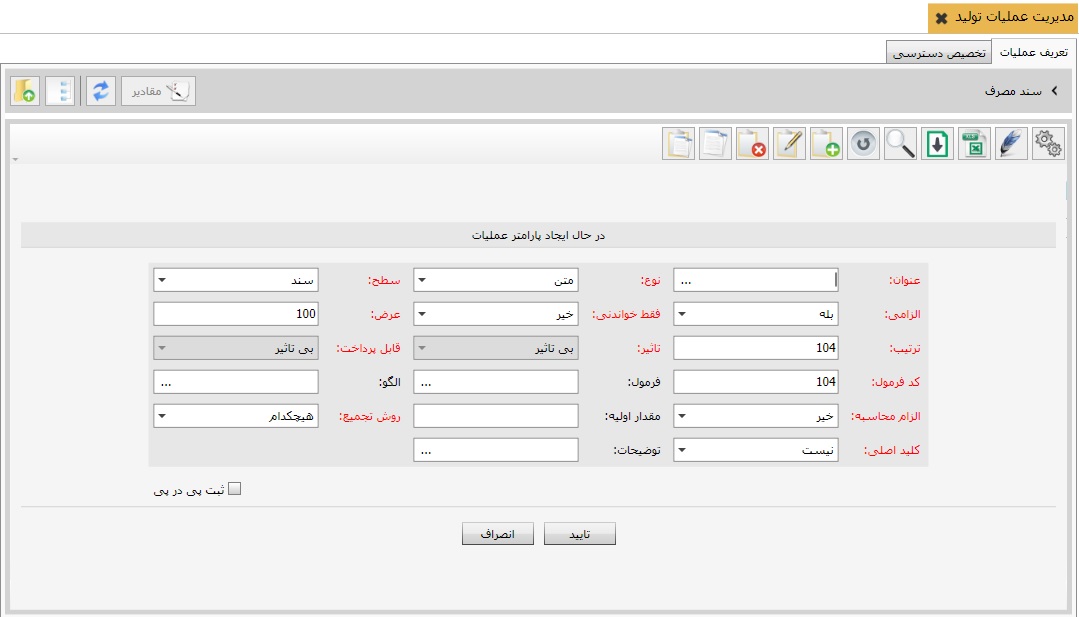 مدیریت عملیات تولید
تعریف عملیات تخصیص دسترسی
سند مصرف مقادیر
در حال ایجاد پارامتر عملیات
عنوان: ... نوع: متن سطح: سند
الزامی: بله فقط خواندنی: خیر عرض: 100
ترتیب: 104 تاثیر: بی تاثیر قابل پرداخت: بی تاثیر
کد فرمول: 104 فرمول: ... الگو: ...
الزام محاسبه: خیر مقدار اولیه: روش تجمیع: هیچکدام
کلید اصلی: نیست توضیحات: ...
ثبت پی در پی
تایید انصراف